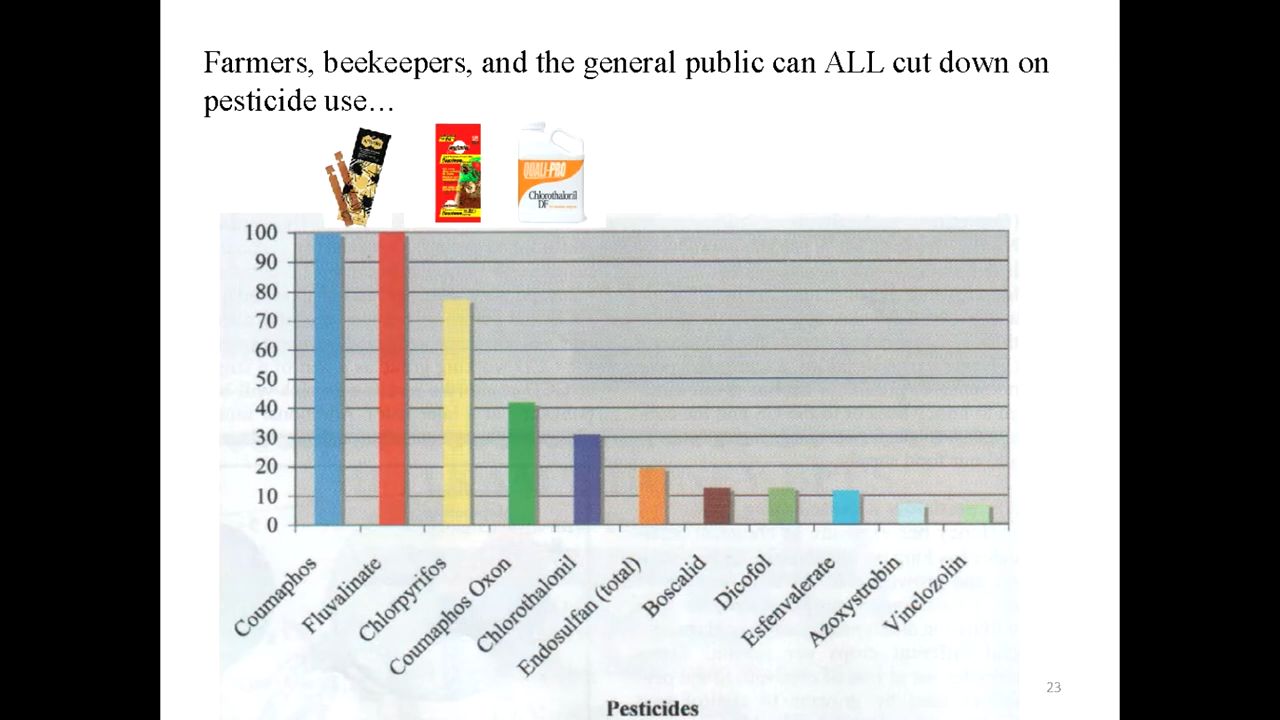 Farmers, beekeepers, and the general public can ALL cut down on
pesticide use…
QUALI-PRO
Chlorothalonil
DF
100
90
80
70
60
50
40
30
20
10
0
Coumaphos
Fluvalinate
Chlorpyrifos
Coumaphos Oxon
Chlorothalonil
Endosulfan (total)
Boscalid
Dicofol
Esfenvalerate
Azoxystrobin
Vinclozolin
Pesticides
23